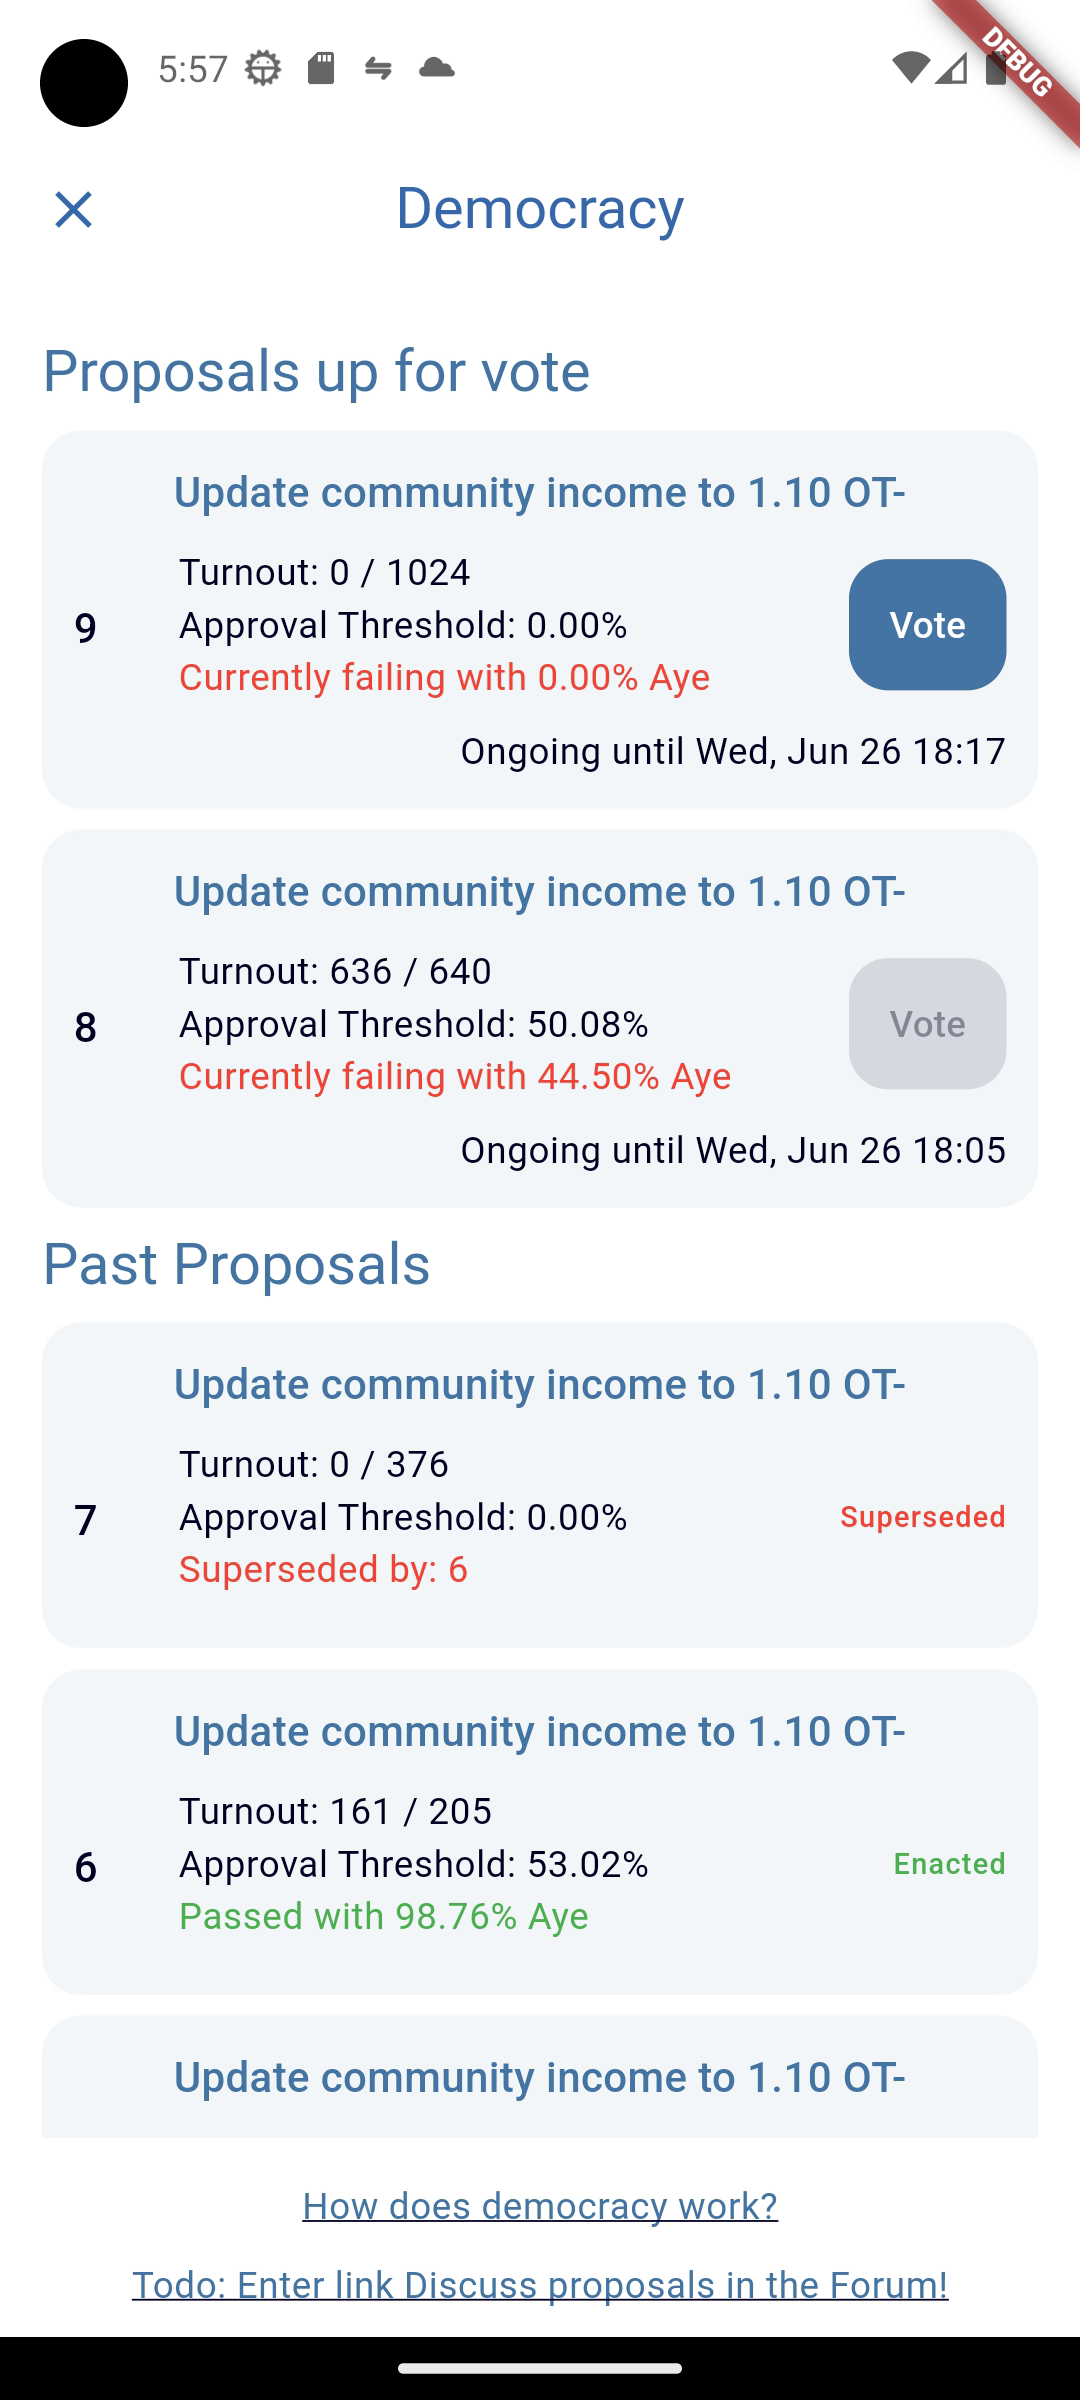 5:57
DEBUG
Democracy
Proposals up for vote
Update community income to 1.10 OT-
Turnout: 0 / 1024
9
Approval Threshold: 0.00%
Vote
Currently failing with 0.00% Aye
Ongoing until Wed, Jun 26 18:17
Update community income to 1.10 OT-
Turnout: 636 / 640
8
Approval Threshold: 50.08%
Vote
Currently failing with 44.50% Aye
Ongoing until Wed, Jun 26 18:05
Past Proposals
Update community income to 1.10 OT-
Turnout: 0 / 376
7
Approval Threshold: 0.00%
Superseded
Superseded by: 6
Update community income to 1.10 OT-
Turnout: 161 / 205
6
Approval Threshold: 53.02%
Enacted
Passed with 98.76% Aye
Update community income to 1.10 OT-
How does democracy work?
Todo: Enter link Discuss proposals in the Forum!